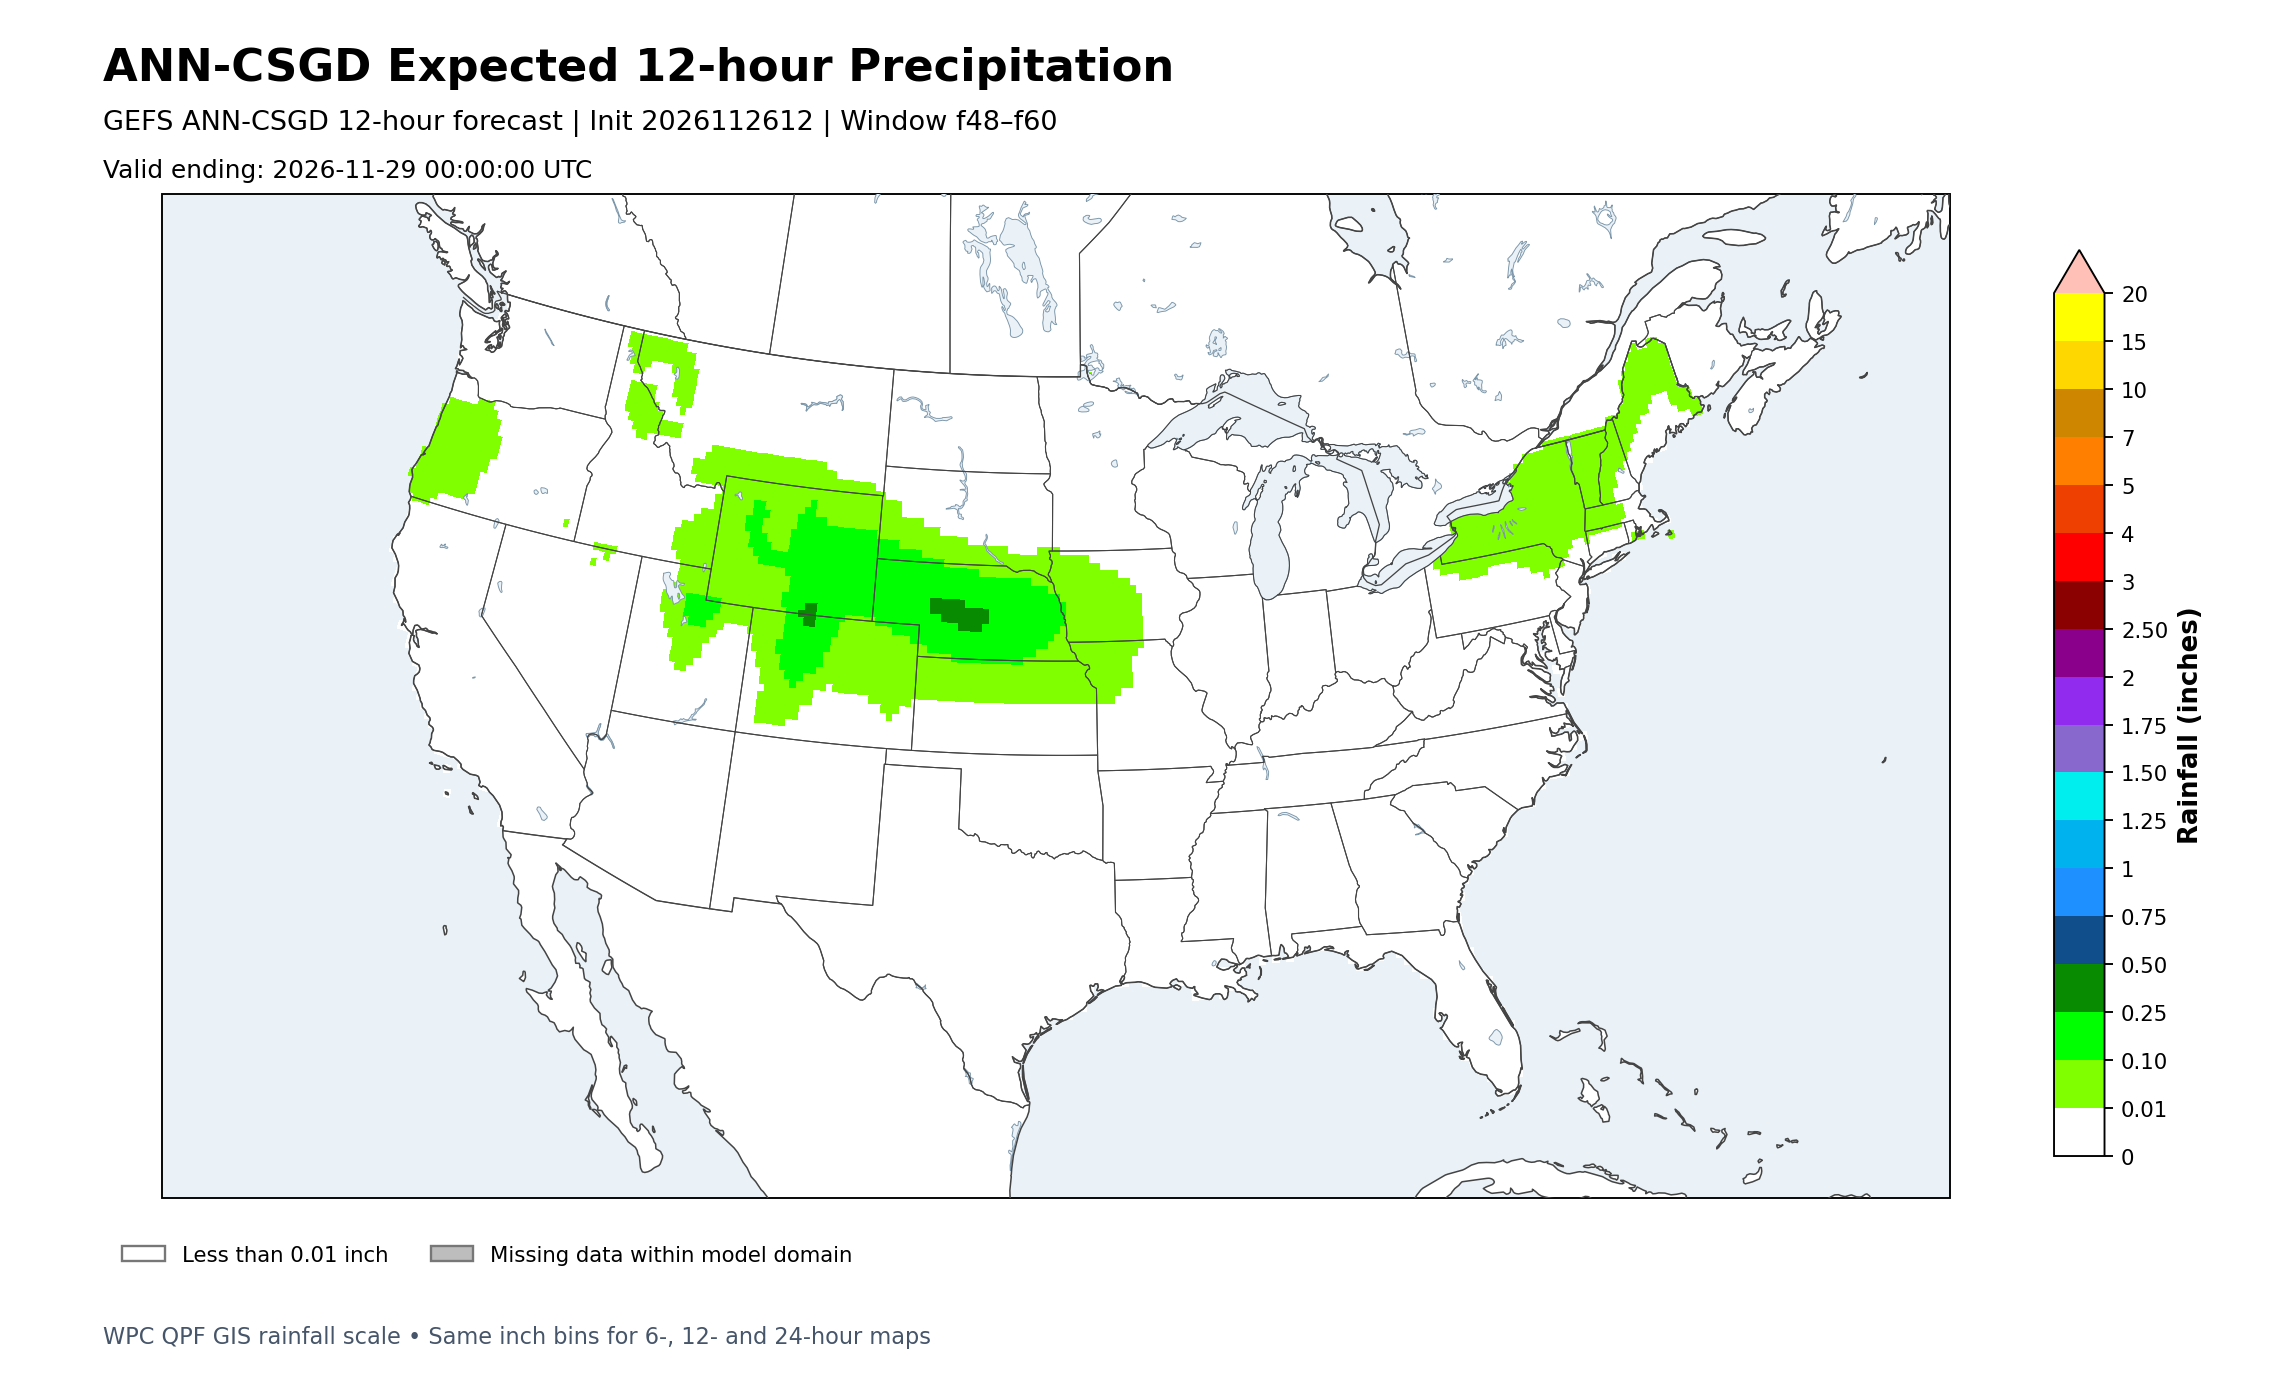 ANN-CSGD Expected 12-hour Precipitation
GEFS ANN-CSGD 12-hour forecast | Init 2026112612 | Window f48–f60
Valid ending: 2026-11-29 00:00:00 UTC
20
15
10
7
5
4
3
2.50
2
1.75
1.50
1.25
1
0.75
0.50
0.25
0.10
0.01
0
Rainfall (inches)
Less than 0.01 inch
Missing data within model domain
WPC QPF GIS rainfall scale • Same inch bins for 6-, 12- and 24-hour maps